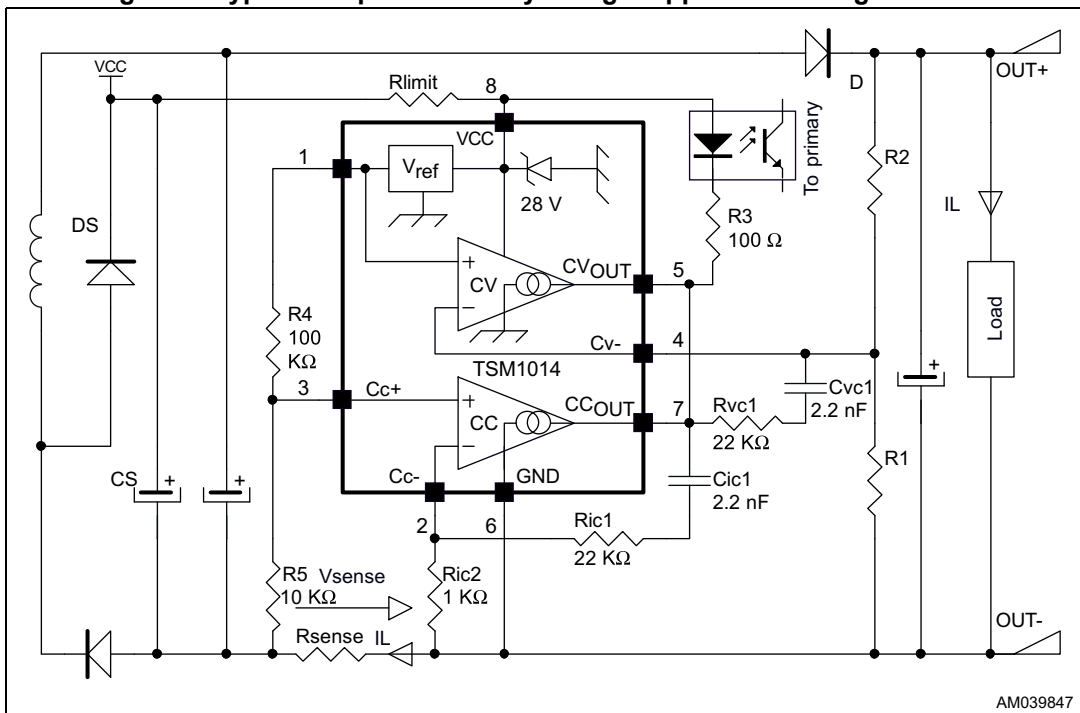 VCC
Rlimit
8
D
OUT+
VCC
To primary
1
Vref
28 V
R2
R3
100 Ω
IL
DS
CV
+
−
CVOUT
5
Load
R4
100
KΩ
Cv-
4
TSM1014
3
Cc+
+
CC
−
CCOUT
7
Rvc1
22 KΩ
Cvc1
2.2 nF
+
R1
CS
+
+
Cc-
GND
Cic1
2.2 nF
2
6
Ric1
22 KΩ
R5
10 KΩ
Vsense
Ric2
1 KΩ
OUT-
Rsense
IL
AM039847